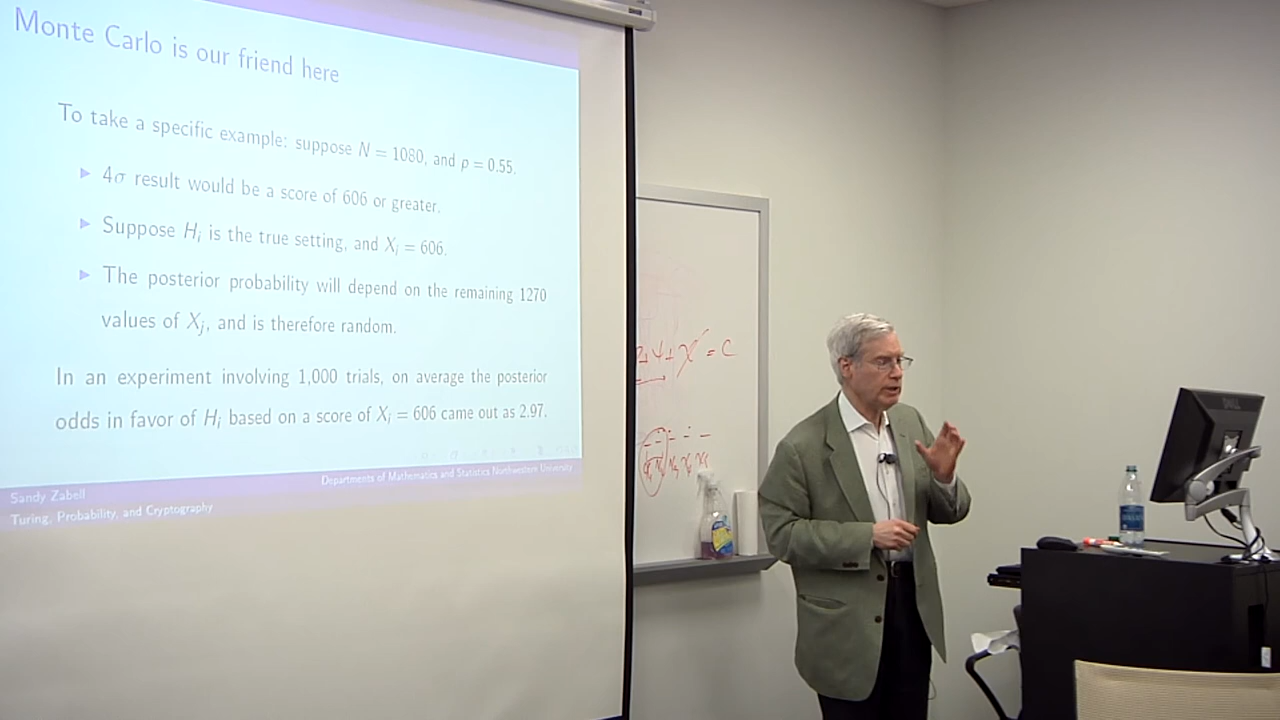 Monte Carlo is our friend here
To take a specific example: suppose N = 1080, and p = 0.55.
4σ result would be a score of 606 or greater.
Suppose Hi is the true setting, and Xi = 606.
The posterior probability will depend on the remaining 1270
values of Xj, and is therefore random.
In an experiment involving 1,000 trials, on average the posterior
odds in favor of Hi based on a score of Xi = 606 came out as 2.97.
Sandy Zabell
Departments of Mathematics and Statistics Northwestern University
Turing, Probability, and Cryptography
= C
DELL